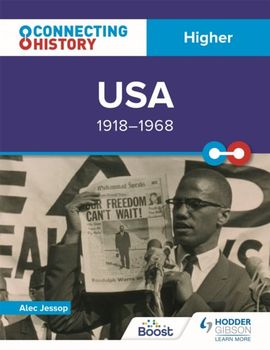 CONNECTING
HISTORY
Higher
USA
1918–1968
Muhammad Speaks
"OUR FREEDOM
CAN'T WAIT!"
Alec Jessop
Boost
HODDER
GIBSON
LEARN MORE